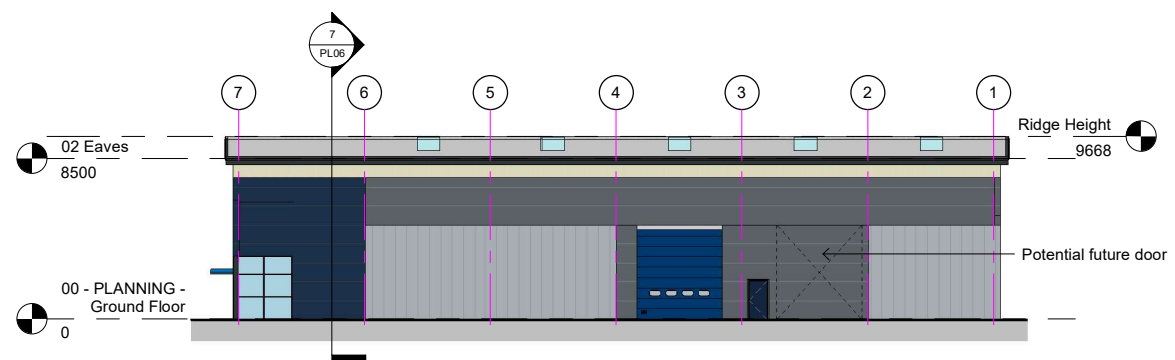 7
PL06
7
6
5
4
3
2
1
02 Eaves
8500
Ridge Height
9668
Potential future door
00 - PLANNING -
Ground Floor
0